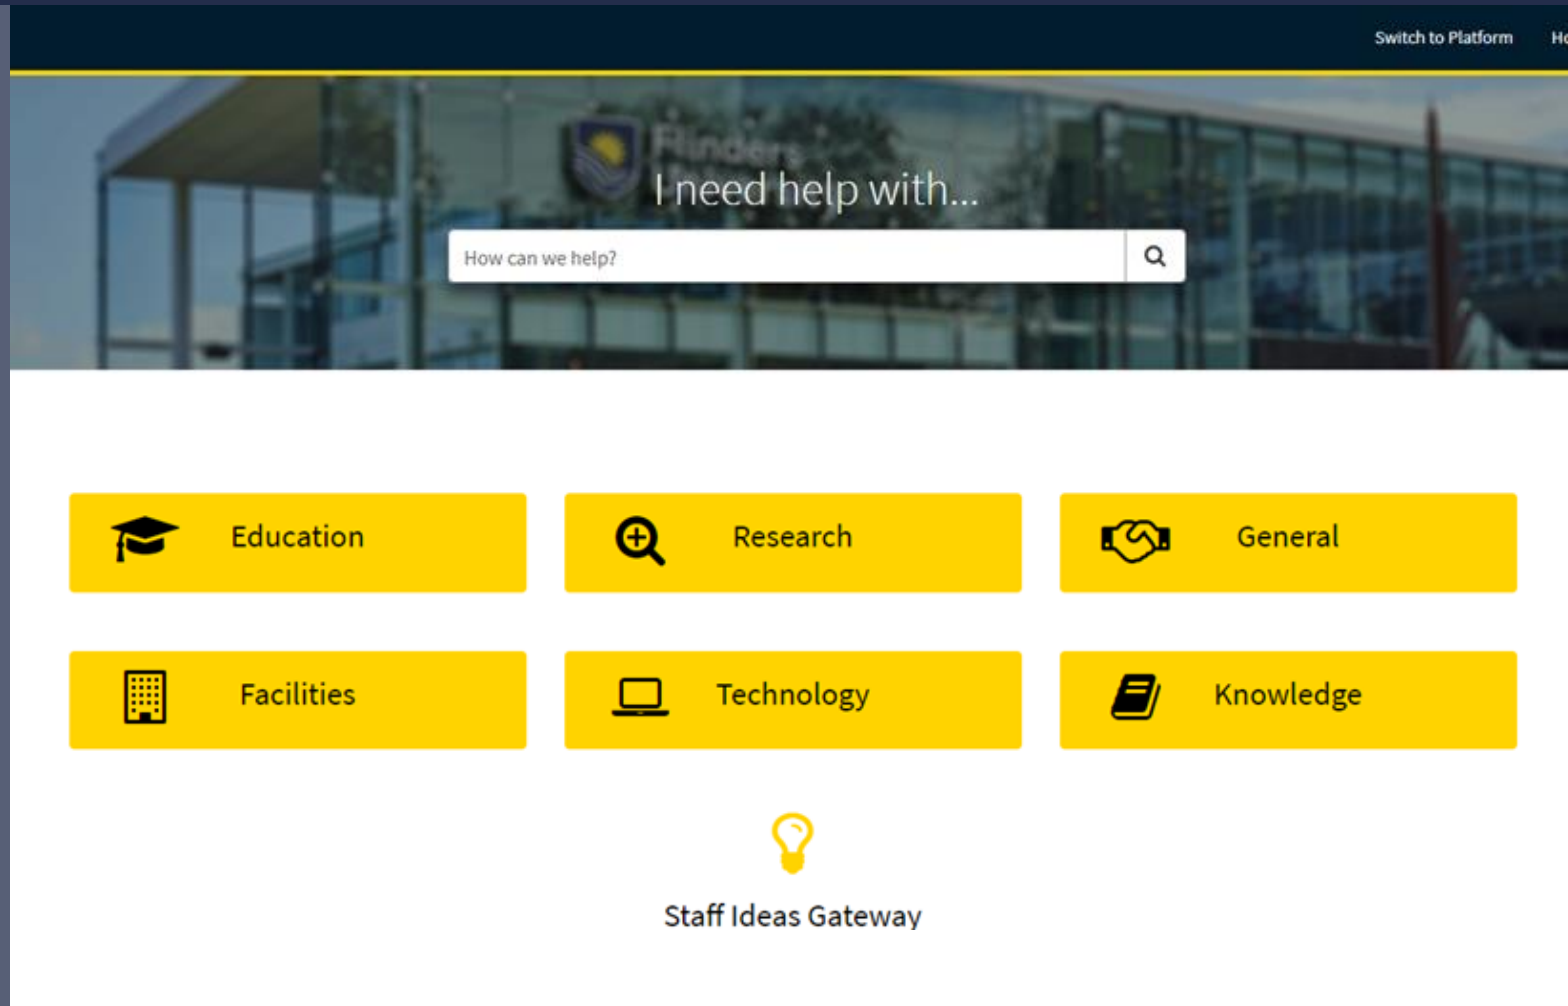 Switch to Platform
Flinders
I need help with...
How can we help?
Education
Research
General
Facilities
Technology
Knowledge
Staff Ideas Gateway